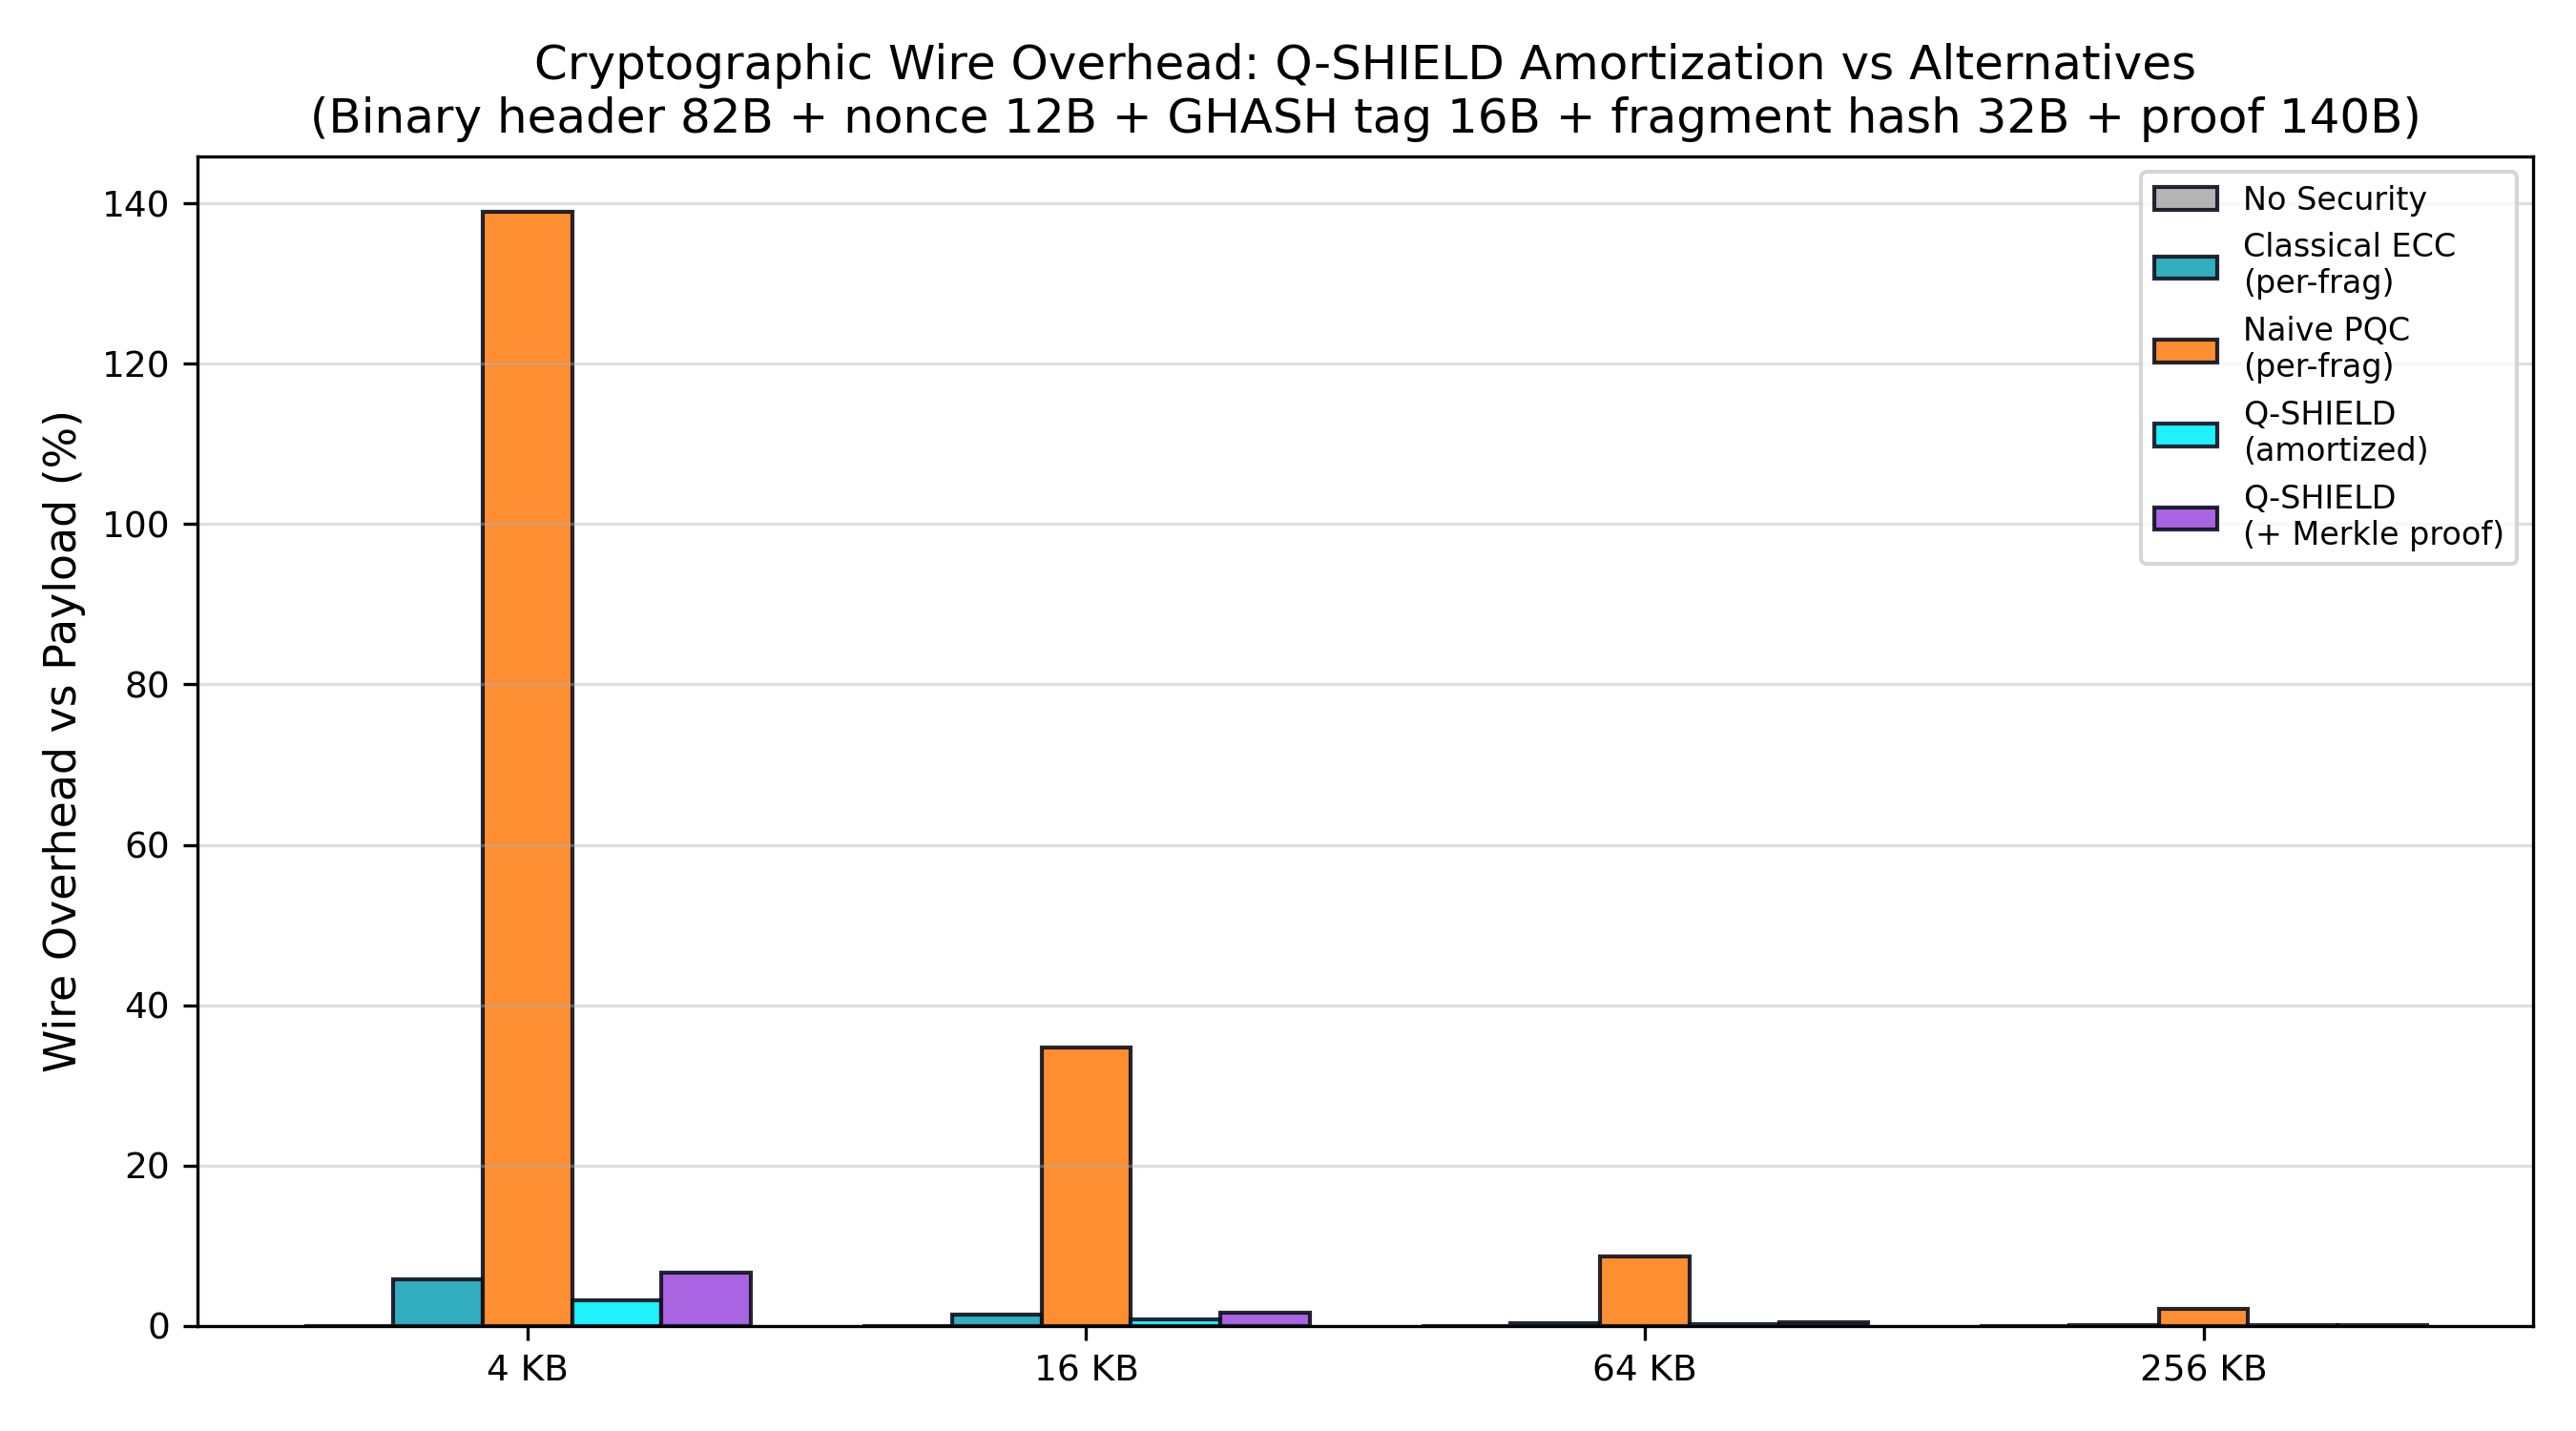 Cryptographic Wire Overhead: Q-SHIELD Amortization vs Alternatives
(Binary header 82B + nonce 12B + GHASH tag 16B + fragment hash 32B + proof 140B)
Wire Overhead vs Payload (%)
140
120
100
80
60
40
20
0
4 KB
16 KB
64 KB
256 KB
No Security
Classical ECC
(per-frag)
Naive PQC
(per-frag)
Q-SHIELD
(amortized)
Q-SHIELD
(+ Merkle proof)